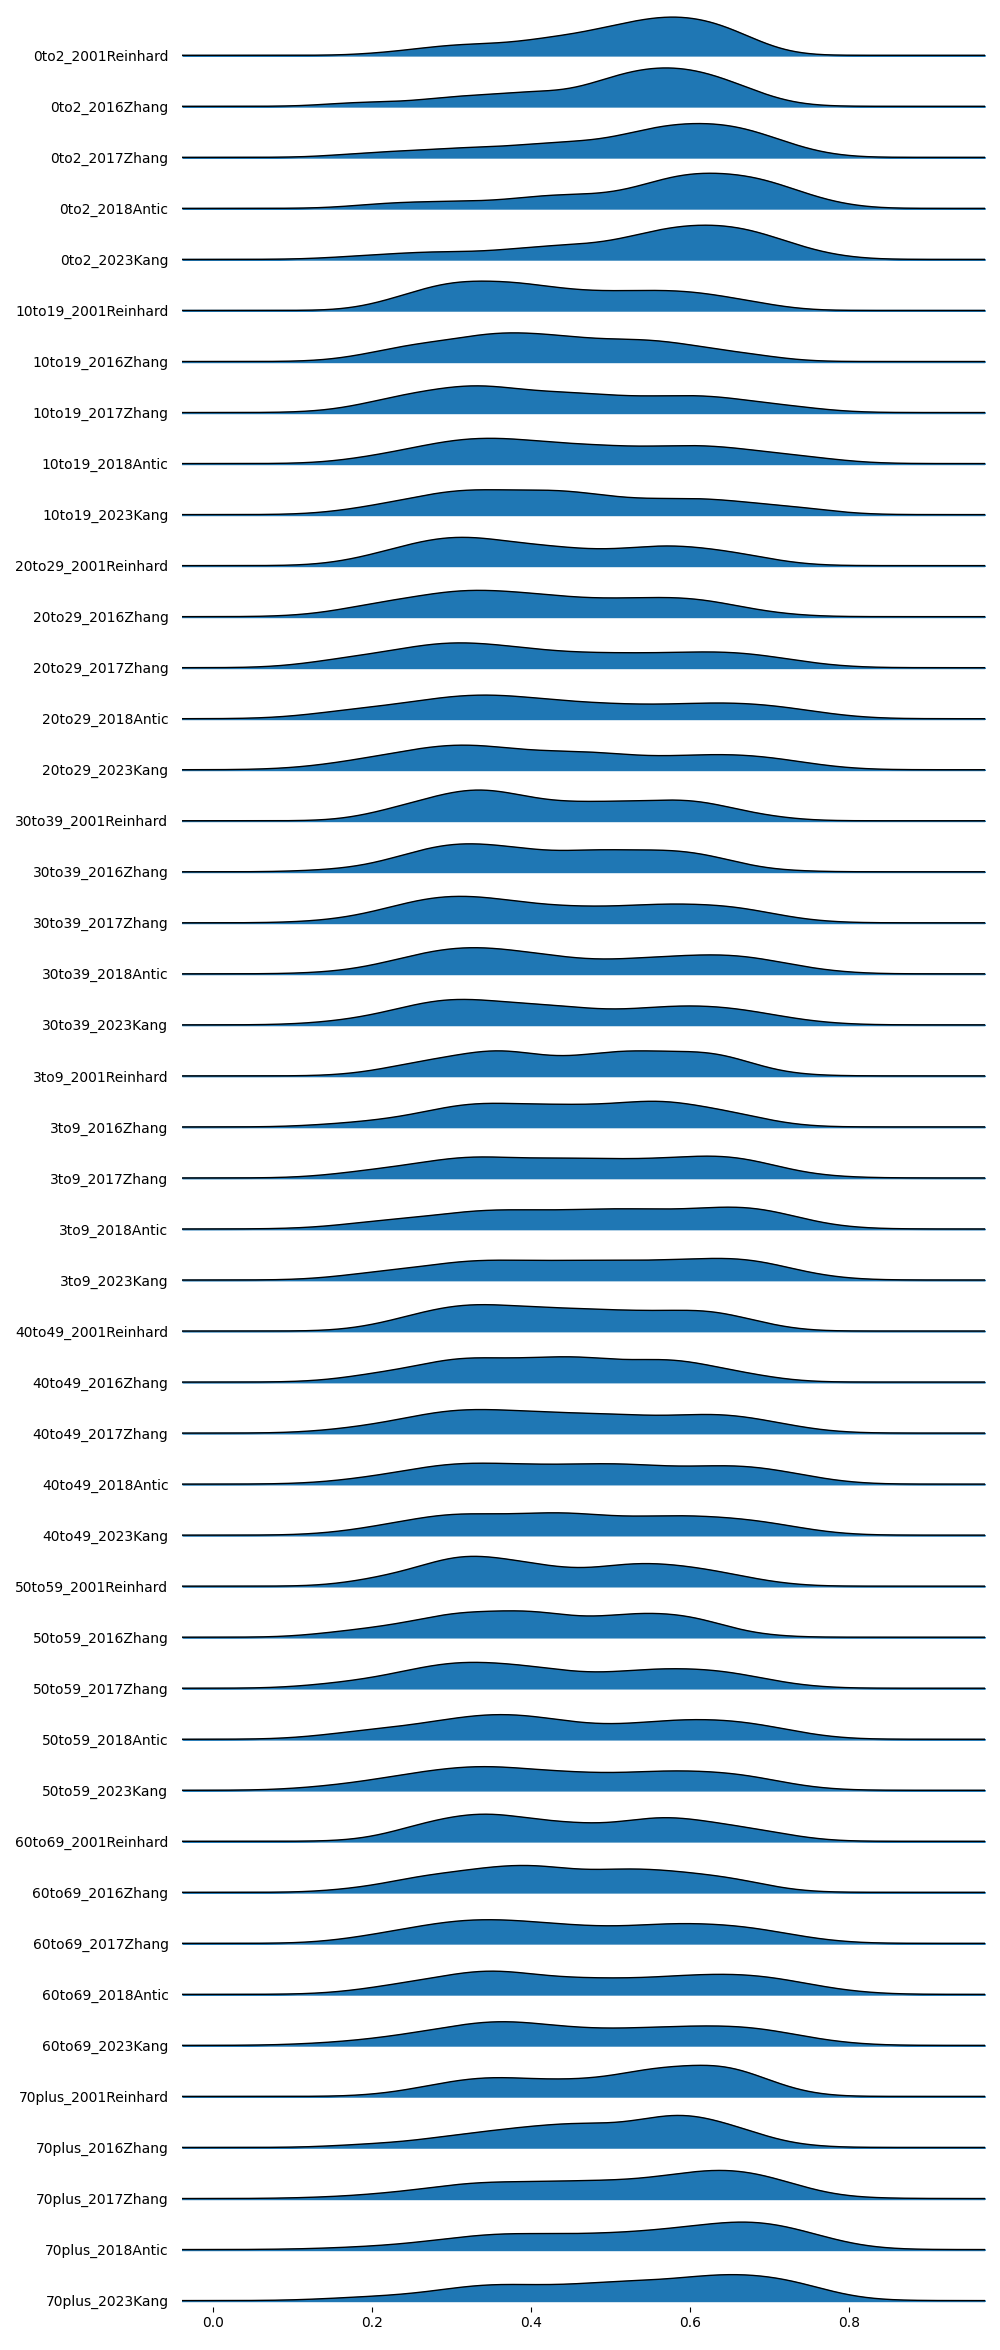 0to2_2001Reinhard
0to2_2016Zhang
0to2_2017Zhang
0to2_2018Antic
0to2_2023Kang
10to19_2001Reinhard
10to19_2016Zhang
10to19_2017Zhang
10to19_2018Antic
10to19_2023Kang
20to29_2001Reinhard
20to29_2016Zhang
20to29_2017Zhang
20to29_2018Antic
20to29_2023Kang
30to39_2001Reinhard
30to39_2016Zhang
30to39_2017Zhang
30to39_2018Antic
30to39_2023Kang
3to9_2001Reinhard
3to9_2016Zhang
3to9_2017Zhang
3to9_2018Antic
3to9_2023Kang
40to49_2001Reinhard
40to49_2016Zhang
40to49_2017Zhang
40to49_2018Antic
40to49_2023Kang
50to59_2001Reinhard
50to59_2016Zhang
50to59_2017Zhang
50to59_2018Antic
50to59_2023Kang
60to69_2001Reinhard
60to69_2016Zhang
60to69_2017Zhang
60to69_2018Antic
60to69_2023Kang
70plus_2001Reinhard
70plus_2016Zhang
70plus_2017Zhang
70plus_2018Antic
70plus_2023Kang
0.0 0.2 0.4 0.6 0.8